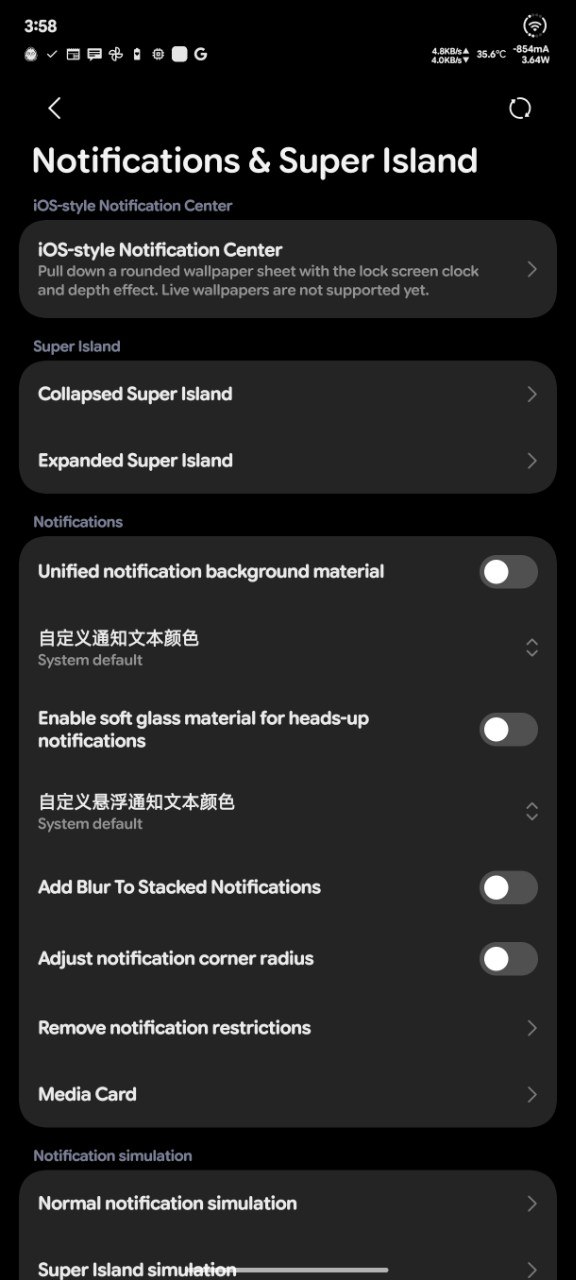 3:58
4.8KB/s▲
4.0KB/s▼
35.6°C
-854mA
3.64W
Notifications & Super Island
iOS-style Notification Center
iOS-style Notification Center
Pull down a rounded wallpaper sheet with the lock screen clock
and depth effect. Live wallpapers are not supported yet.
Super Island
Collapsed Super Island
Expanded Super Island
Notifications
Unified notification background material
自定义通知文本颜色
System default
Enable soft glass material for heads-up
notifications
自定义悬浮通知文本颜色
System default
Add Blur To Stacked Notifications
Adjust notification corner radius
Remove notification restrictions
Media Card
Notification simulation
Normal notification simulation
Super Island simulation